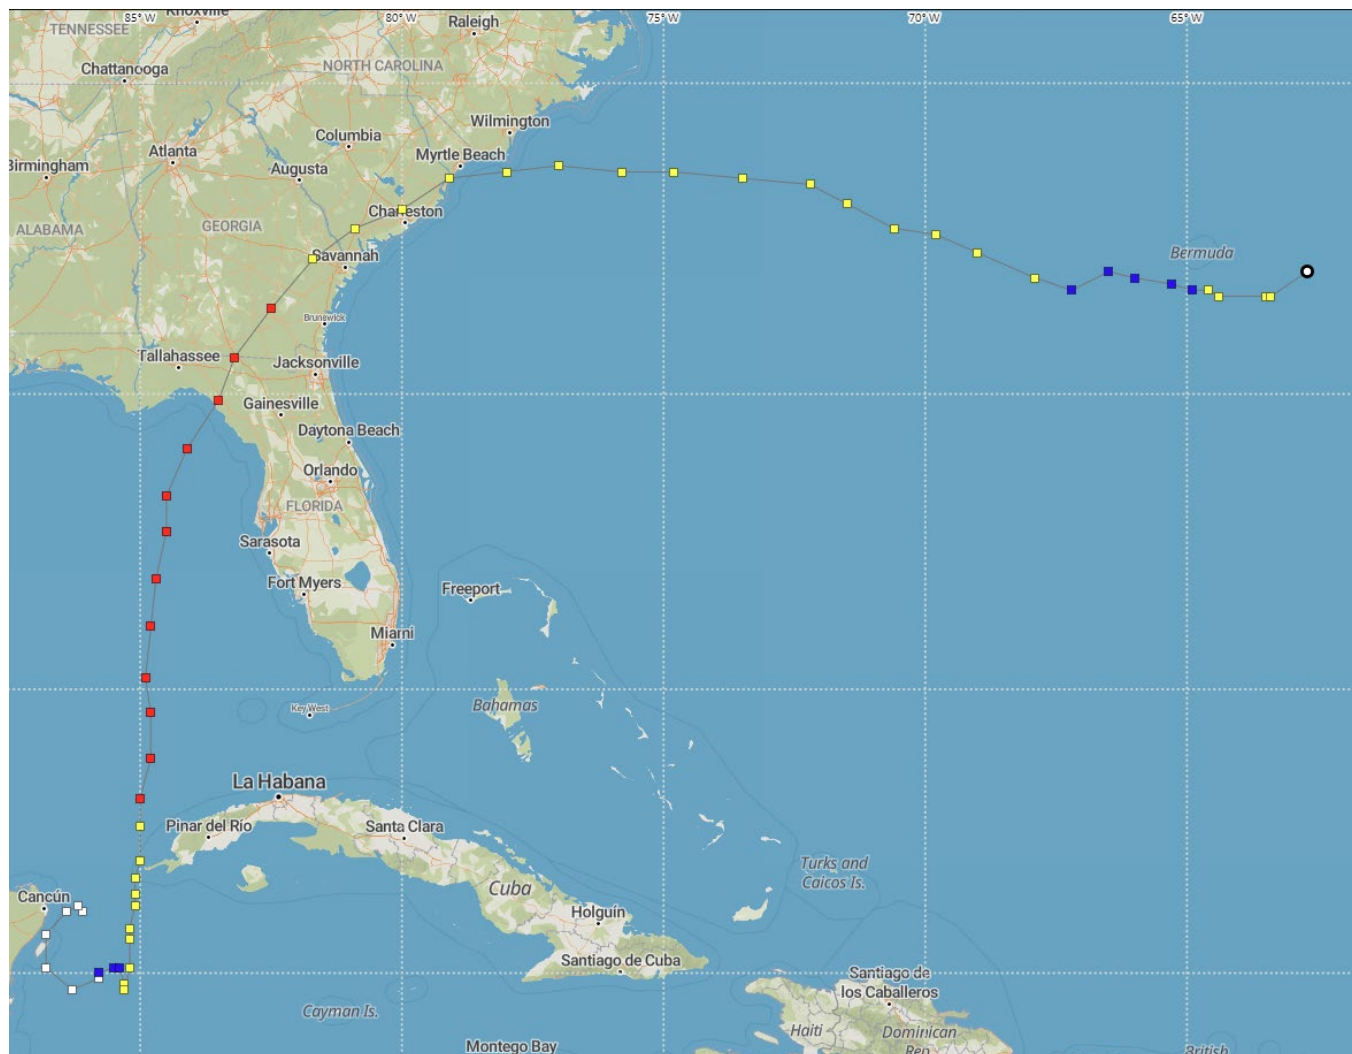 85°W
80°W
75°W
70°W
65°W
Knoxville
Raleigh
TENNESSEE
Chattanooga
NORTH CAROLINA
Wilmington
Columbia
Atlanta
Myrtle Beach
Birmingham
Augusta
Charleston
GEORGIA
ALABAMA
Savannah
Bermuda
Brunswick
Tallahassee
Jacksonville
Gainesville
Daytona Beach
Orlando
FLORIDA
Sarasota
Fort Myers
Freeport
Miami
Key West
Bahamas
La Habana
Pinar del Río
Santa Clara
Turks and
Caicos Is.
Cancún
Cuba
Holguín
Santiago de Cuba
Santiago de
los Caballeros
Cayman Is.
Haiti
Dominican
Rep.
Montego Bay
British